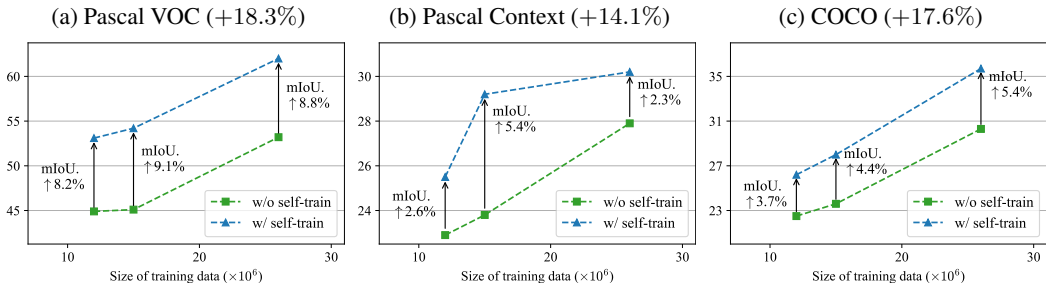 (a) Pascal VOC (+18.3%)
60
55
50
45
mIoU.
↑8.2%
mIoU.
↑9.1%
mIoU.
↑8.8%
w/o self-train
w/ self-train
10
20
30
Size of training data (×10⁶)
(b) Pascal Context (+14.1%)
30
28
26
24
mIoU.
↑2.6%
mIoU.
↑5.4%
mIoU.
↑2.3%
w/o self-train
w/ self-train
10
20
30
Size of training data (×10⁶)
(c) COCO (+17.6%)
35
31
27
23
mIoU.
↑3.7%
mIoU.
↑4.4%
mIoU.
↑5.4%
w/o self-train
w/ self-train
10
20
30
Size of training data (×10⁶)